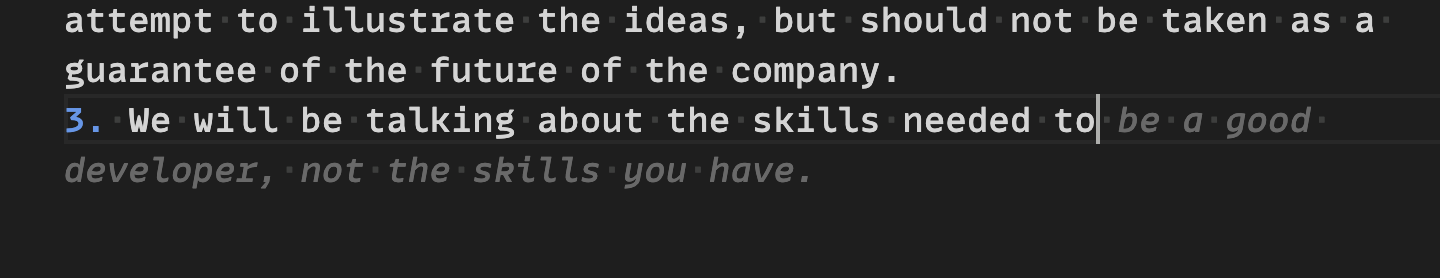 attempt to illustrate the ideas, but should not be taken as a
guarantee of the future of the company.
3. We will be talking about the skills needed to be a good
developer, not the skills you have.